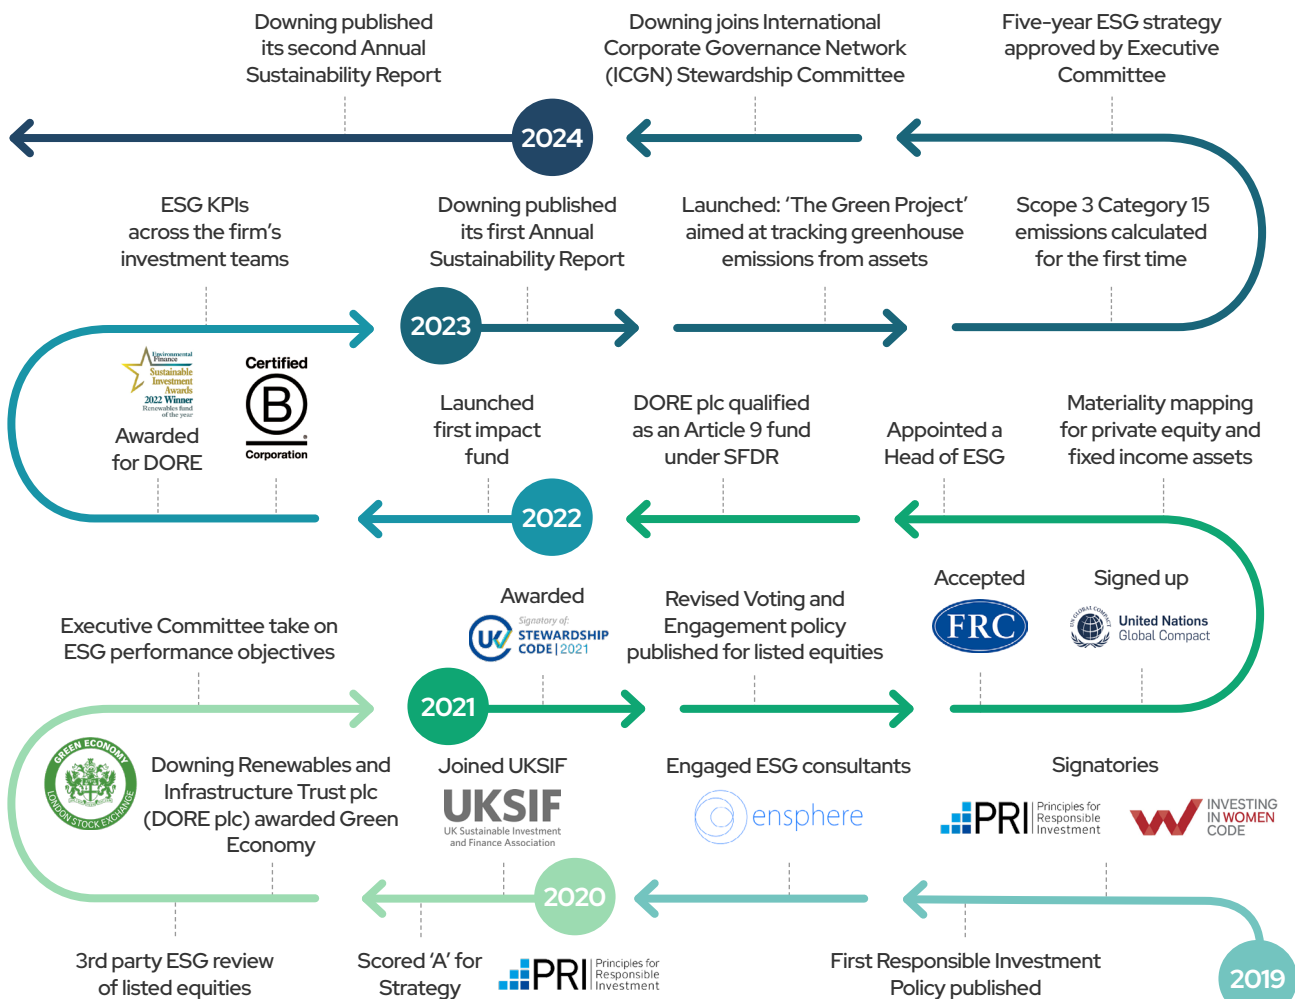 Downing published
its second Annual
Sustainability Report
Downing joins International
Corporate Governance Network
(ICGN) Stewardship Committee
Five-year ESG strategy
approved by Executive
Committee
2024
ESG KPIs
across the firm's
investment teams
Downing published
its first Annual
Sustainability Report
Launched: 'The Green Project'
aimed at tracking greenhouse
emissions from assets
Scope 3 Category 15
emissions calculated
for the first time
2023
Environmental
Finance
Sustainable
Investment
Awards
2022 Winner
Renewables fund
of the year
Awarded
for DORE
Certified
B
®
Corporation
Launched
first impact
fund
DORE plc qualified
as an Article 9 fund
under SFDR
Appointed a
Head of ESG
Materiality mapping
for private equity and
fixed income assets
2022
Executive Committee take on
ESG performance objectives
Awarded
UK
Signatory of:
STEWARDSHIP
CODE | 2021
Revised Voting and
Engagement policy
published for listed equities
Accepted
FRC
Signed up
UN GLOBAL COMPACT
United Nations
Global Compact
2021
GREEN ECONOMY
LONDON STOCK EXCHANGE
Downing Renewables and
Infrastructure Trust plc
(DORE plc) awarded Green
Economy
Joined UKSIF
UKSIF
UK Sustainable Investment
and Finance Association
Engaged ESG consultants
ensphere
Signatories
PRI
Principles for
Responsible
Investment
INVESTING
IN WOMEN
CODE
2020
3rd party ESG review
of listed equities
Scored 'A' for
Strategy
PRI
Principles for
Responsible
Investment
First Responsible Investment
Policy published
2019